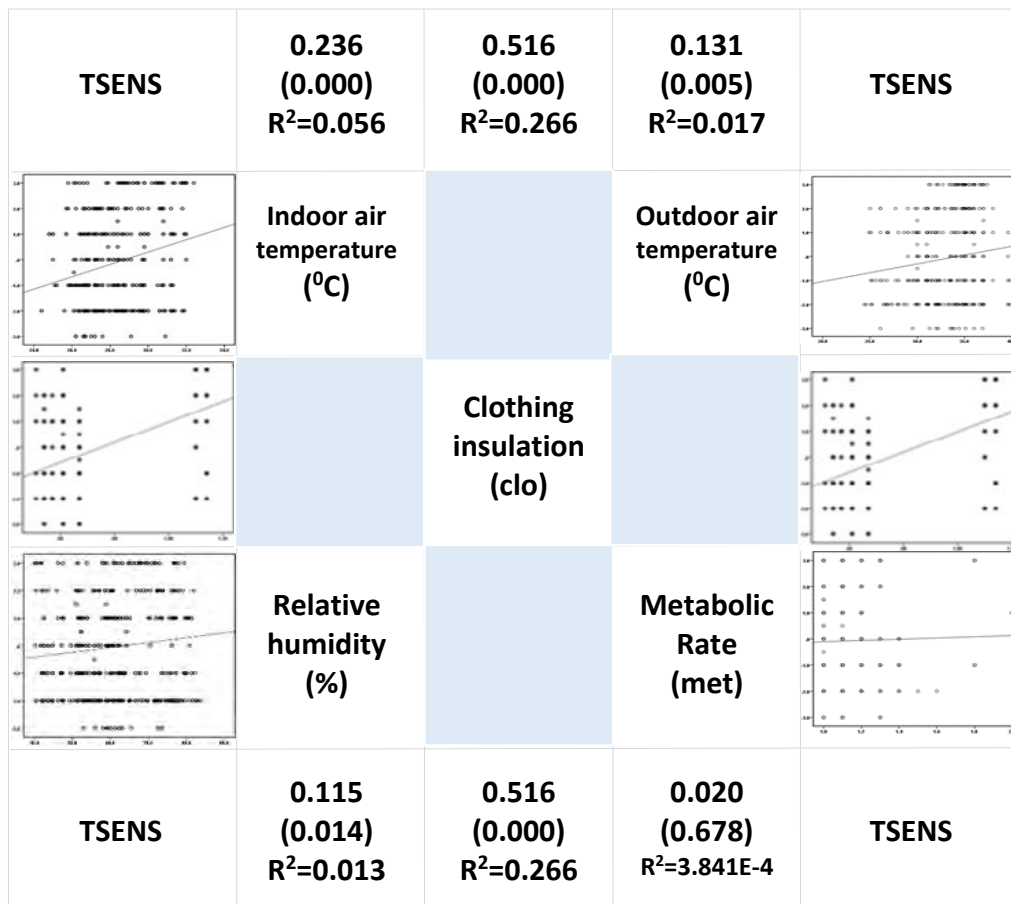 TSENS
0.236
(0.000)
R²=0.056
0.516
(0.000)
R²=0.266
0.131
(0.005)
R²=0.017
TSENS
Indoor air
temperature
(⁰C)
Outdoor air
temperature
(⁰C)
Clothing
insulation
(clo)
Relative
humidity
(%)
Metabolic
Rate
(met)
TSENS
0.115
(0.014)
R²=0.013
0.516
(0.000)
R²=0.266
0.020
(0.678)
R²=3.841E-4
TSENS